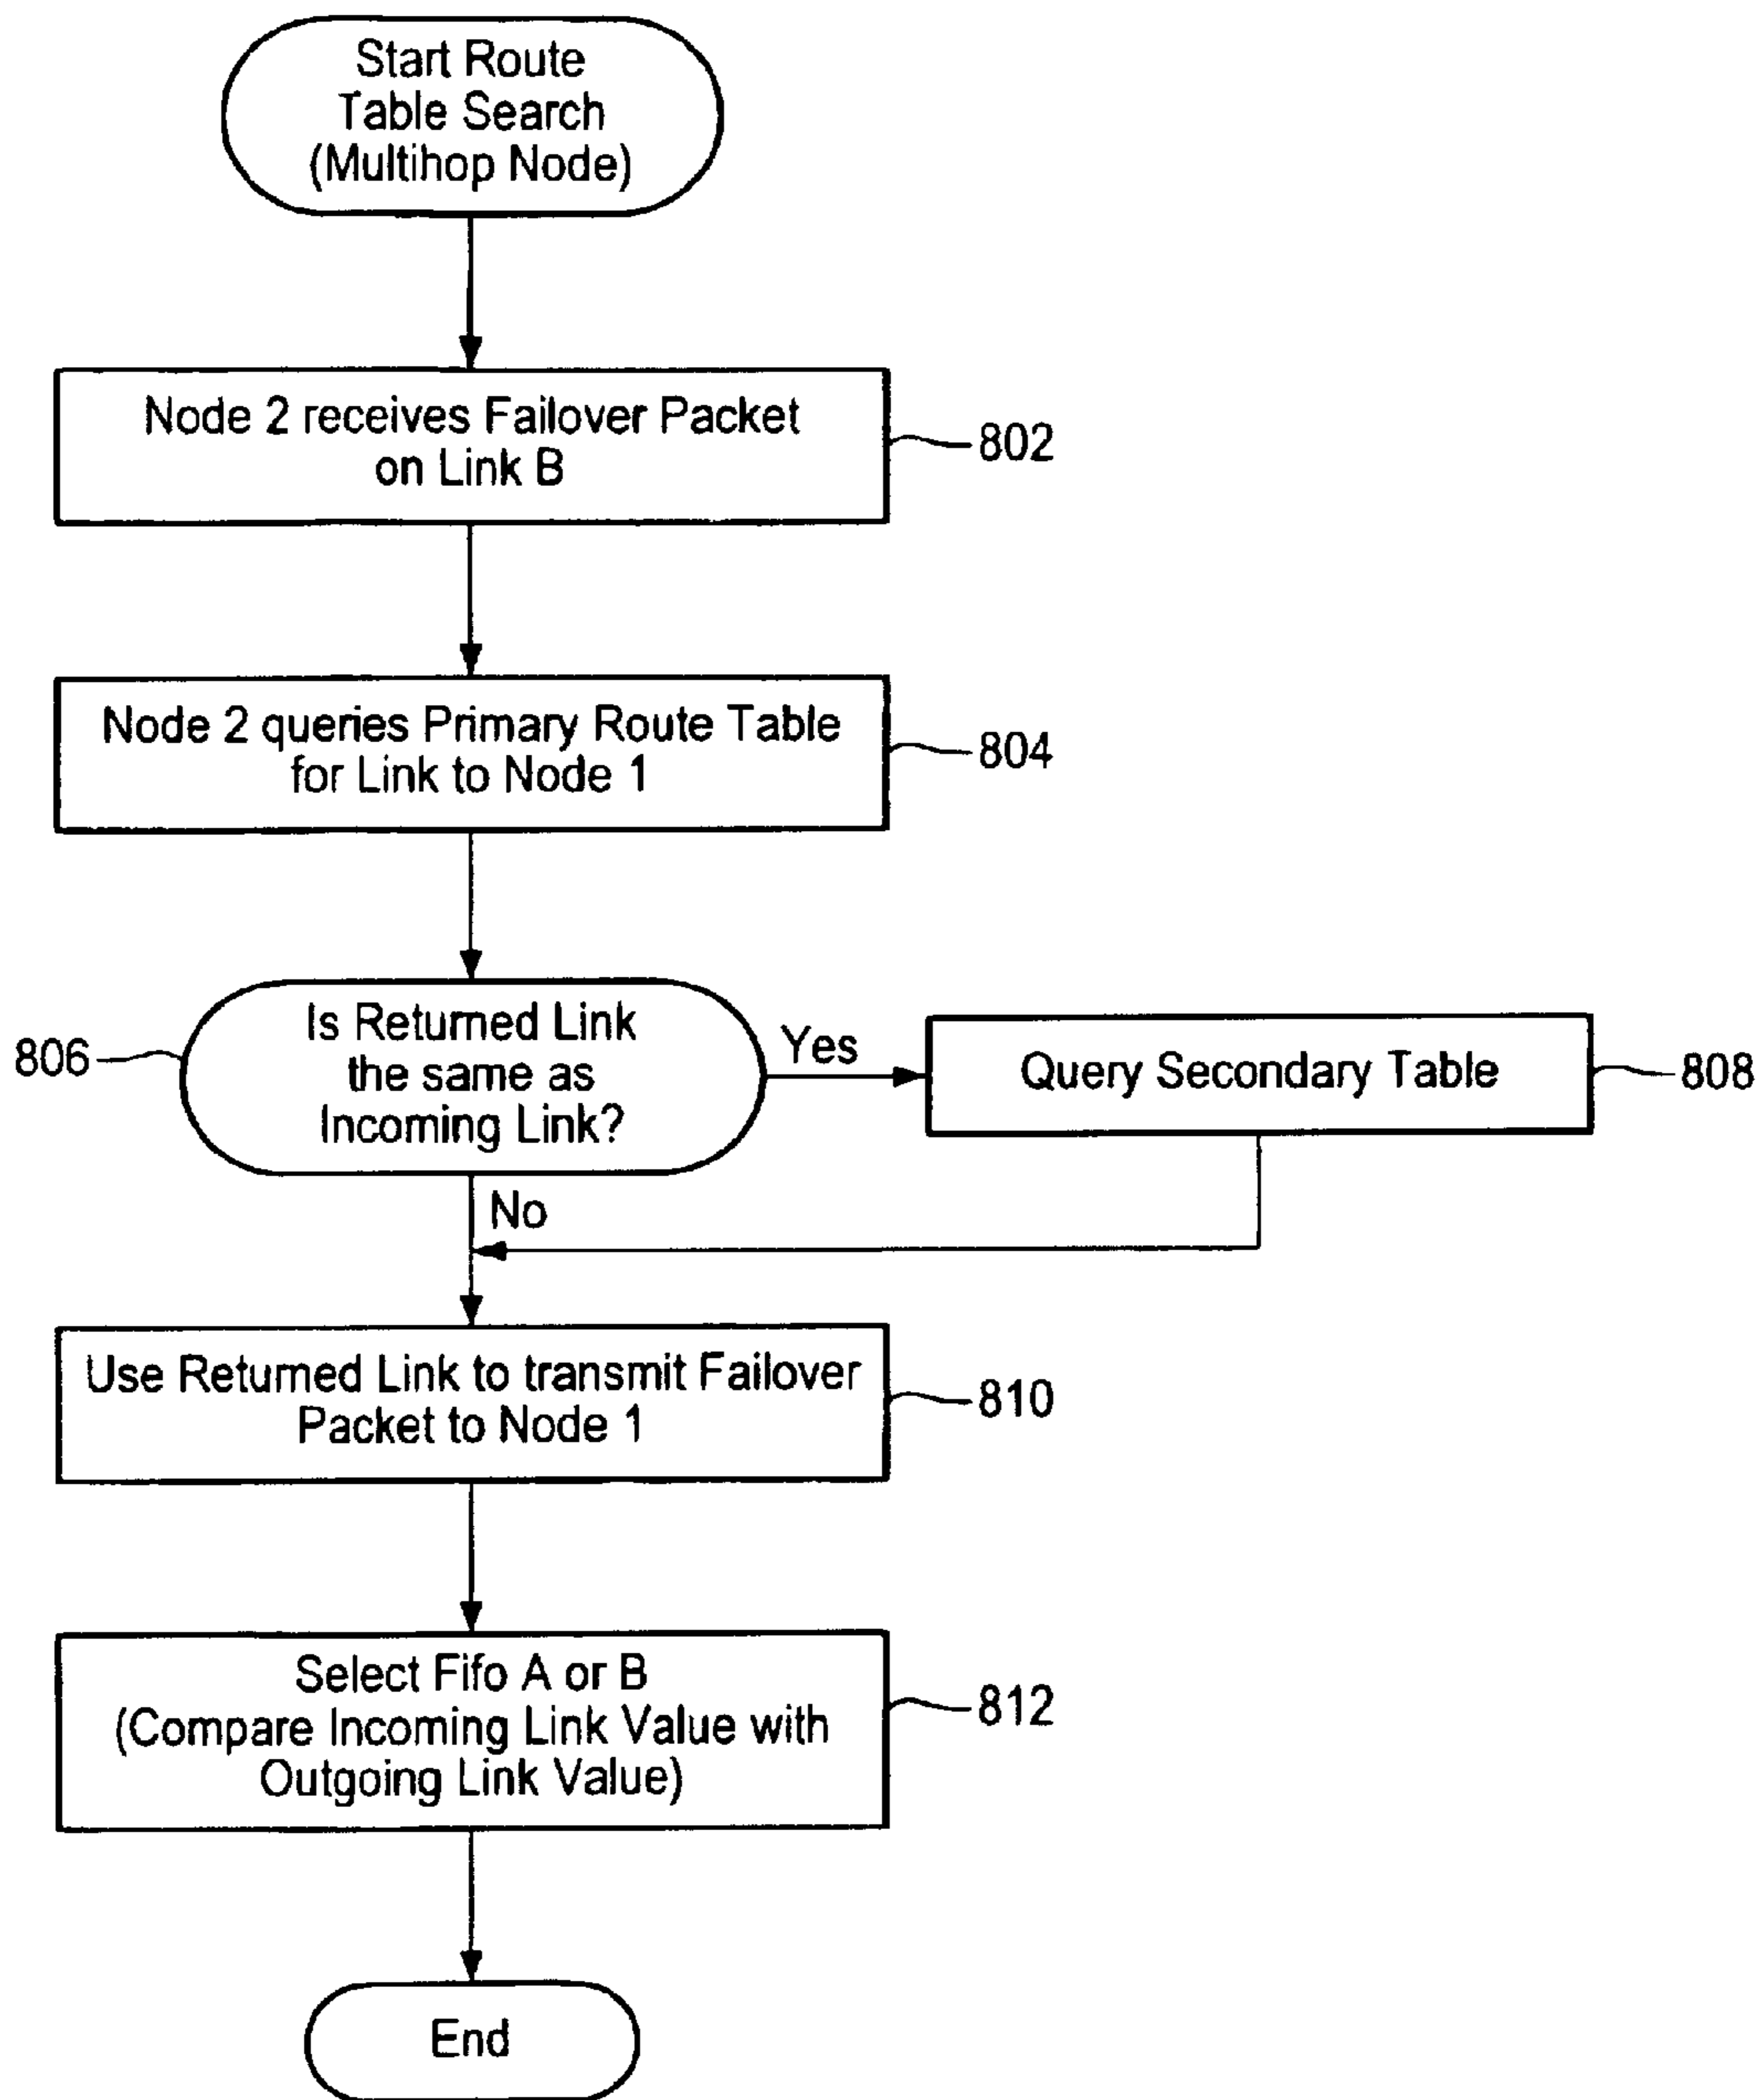 Start Route
Table Search
(Multihop Node)
Node 2 receives Failover Packet
on Link B
802
Node 2 queries Primary Route Table
for Link to Node 1
804
806
Is Returned Link
the same as
Incoming Link?
Yes
Query Secondary Table
808
No
Use Returned Link to transmit Failover
Packet to Node 1
810
Select Fifo A or B
(Compare Incoming Link Value with
Outgoing Link Value)
812
End